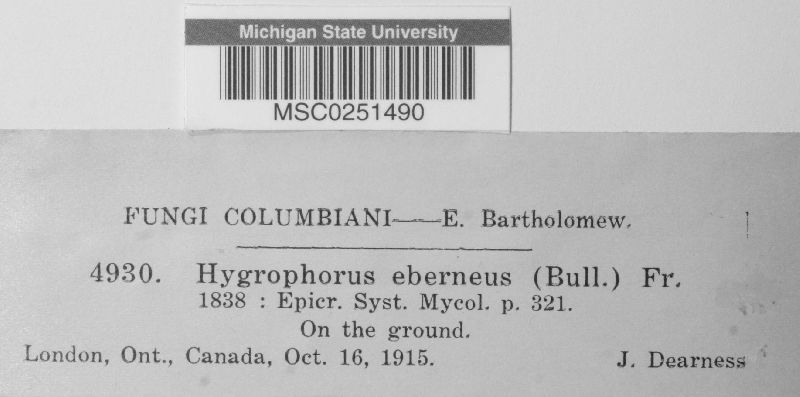 Michigan State University
MSC0251490
FUNGI COLUMBIANI——E. Bartholomew.
4930. Hygrophorus eberneus (Bull.) Fr.
1838 : Epicr. Syst. Mycol. p. 321.
On the ground.
London, Ont., Canada, Oct. 16, 1915. J. Dearness